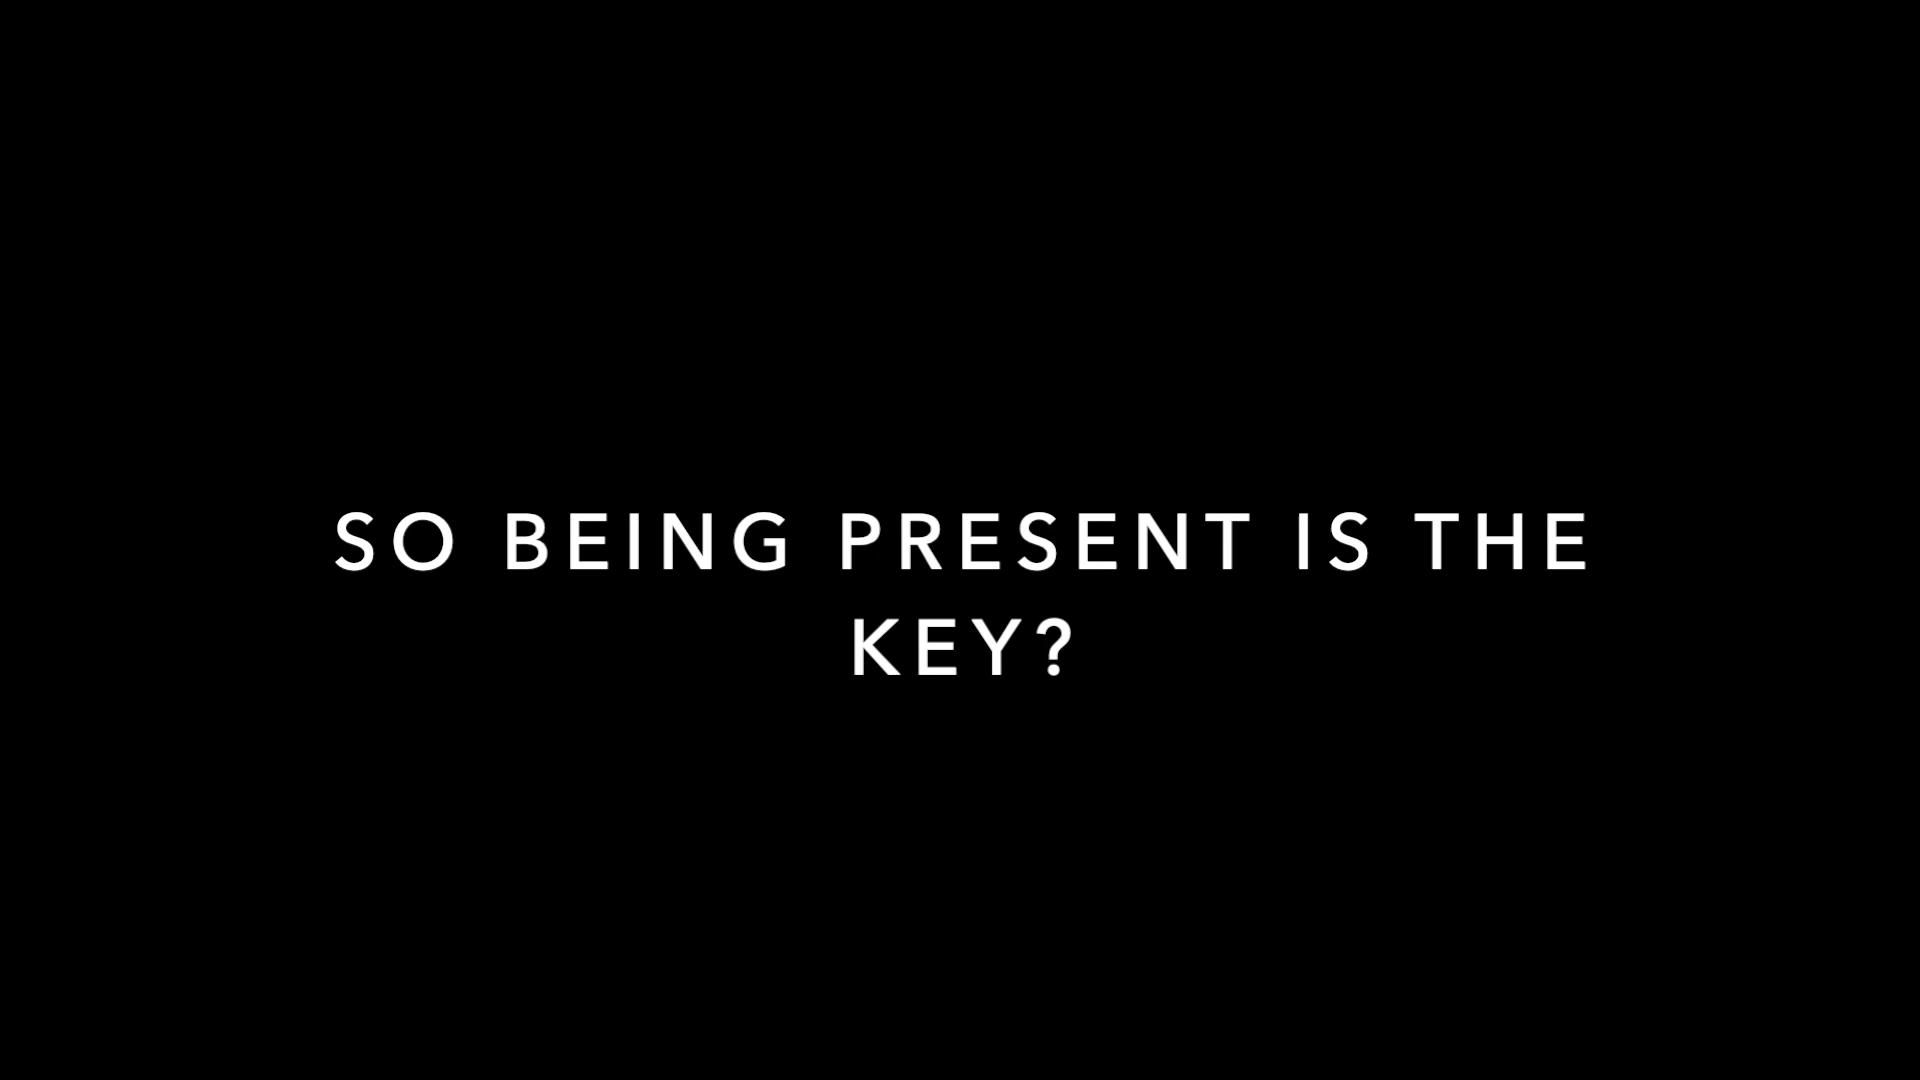 SO BEING PRESENT IS THE
KEY?